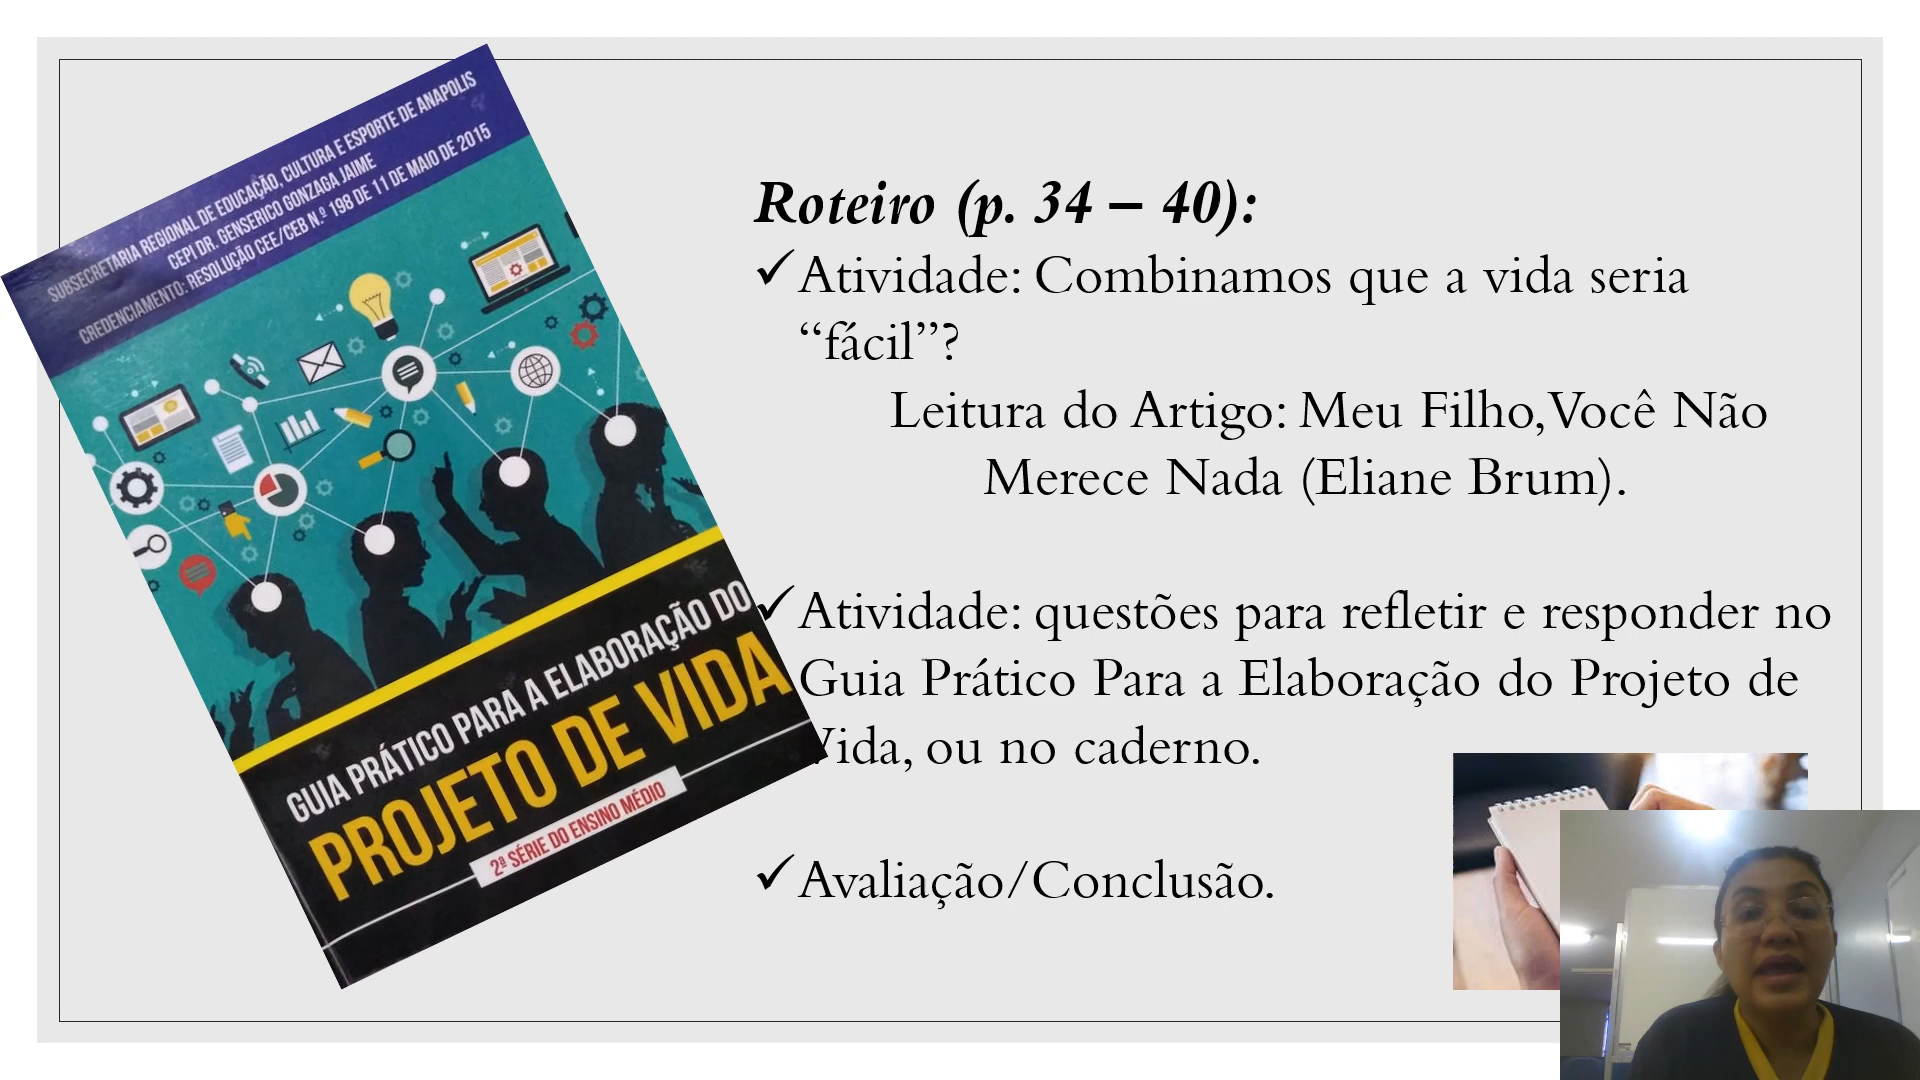 SUBSECRETARIA REGIONAL DE EDUCAÇÃO, CULTURA E ESPORTE DE ANAPOLIS
CEPI DR. GENSERICO GONZAGA JAIME
CREDENCIAMENTO: RESOLUÇÃO CEE/CEB N.º 198 DE 11 DE MAIO DE 2015
GUIA PRÁTICO PARA A ELABORAÇÃO DO
PROJETO DE VIDA
2ª SÉRIE DO ENSINO MÉDIO
Roteiro (p. 34 – 40):
✓Atividade: Combinamos que a vida seria
“fácil”?
Leitura do Artigo: Meu Filho, Você Não
Merece Nada (Eliane Brum).
✓Atividade: questões para refletir e responder no
Guia Prático Para a Elaboração do Projeto de
Vida, ou no caderno.
✓Avaliação/Conclusão.